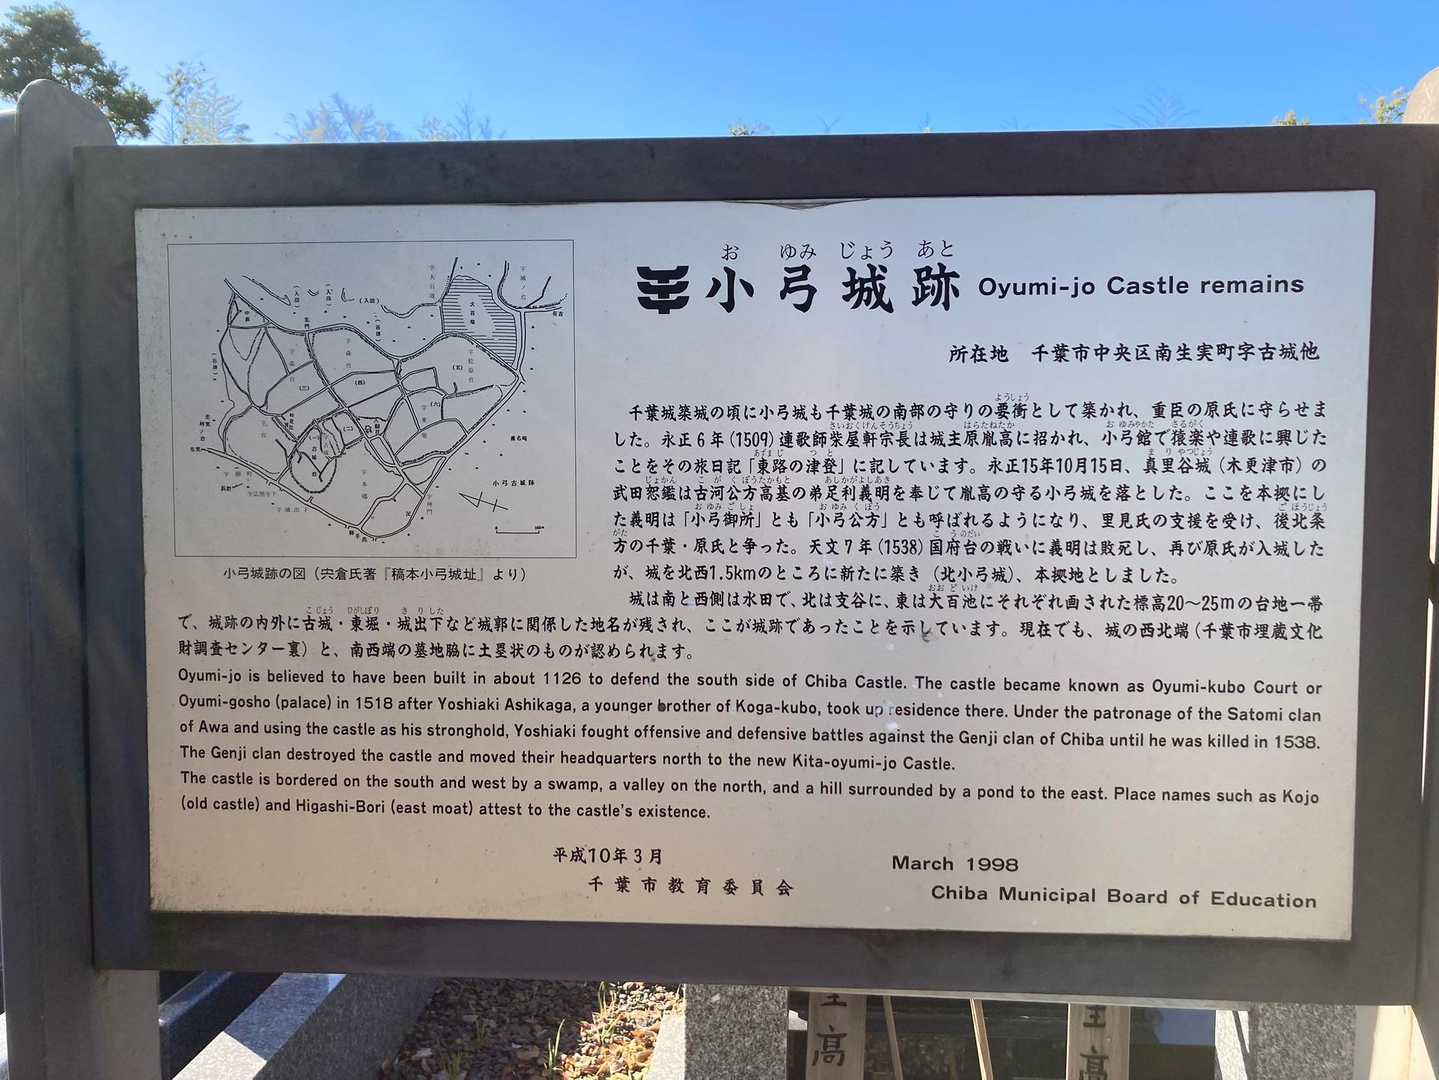 お ゆみ じょう あと
小弓城跡 Oyumi-jo Castle remains
所在地 千葉市中央区南生実町字古城他
千葉城築城の頃に小弓城も千葉城の南部の守りの要衝として築かれ、重臣の原氏に守らせま
した。永正6年(1509)連歌師柴屋軒宗長は城主原胤高に招かれ、小弓館で猿楽や連歌に興じた
ことをその旅日記「東路の津登」に記しています。永正15年10月15日、真里谷城(木更津市)の
武田恕鑑は古河公方高基の弟足利義明を奉じて胤高の守る小弓城を落とした。ここを本拠にし
た義明は「小弓御所」とも「小弓公方」とも呼ばれるようになり、里見氏の支援を受け、後北条
方の千葉・原氏と争った。天文7年(1538)国府台の戦いに義明は敗死し、再び原氏が入城した
が、城を北西1.5kmのところに新たに築き(北小弓城)、本拠地としました。
城は南と西側は水田で、北は支谷に、東は大百池にそれぞれ画された標高20〜25mの台地一帯
で、城跡の内外に古城・東堀・城出下など城郭に関係した地名が残され、ここが城跡であったことを示しています。現在でも、城の西北端(千葉市埋蔵文化
財調査センター裏)と、南西端の墓地脇に土塁状のものが認められます。
小弓古城跡
小弓城跡の図(宍倉氏著『稿本小弓城址』より)
Oyumi-jo is believed to have been built in about 1126 to defend the south side of Chiba Castle. The castle became known as Oyumi-kubo Court or
Oyumi-gosho (palace) in 1518 after Yoshiaki Ashikaga, a younger brother of Koga-kubo, took up residence there. Under the patronage of the Satomi clan
of Awa and using the castle as his stronghold, Yoshiaki fought offensive and defensive battles against the Genji clan of Chiba until he was killed in 1538.
The Genji clan destroyed the castle and moved their headquarters north to the new Kita-oyumi-jo Castle.
The castle is bordered on the south and west by a swamp, a valley on the north, and a hill surrounded by a pond to the east. Place names such as Kojo
(old castle) and Higashi-Bori (east moat) attest to the castle's existence.
平成10年3月
千葉市教育委員会
March 1998
Chiba Municipal Board of Education